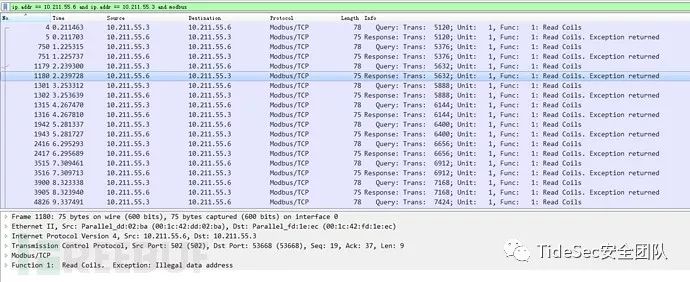 ip.addr == 10.211.55.6 and ip.addr == 10.211.55.3 and modbus
No. Time Source Destination Protocol Length Info
4 0.211463 10.211.55.3 10.211.55.6 Modbus/TCP 78 Query: Trans: 5120; Unit: 1, Func: 1: Read Coils
5 0.211703 10.211.55.6 10.211.55.3 Modbus/TCP 75 Response: Trans: 5120; Unit: 1, Func: 1: Read Coils. Exception returned
750 1.225315 10.211.55.3 10.211.55.6 Modbus/TCP 78 Query: Trans: 5376; Unit: 1, Func: 1: Read Coils
751 1.225737 10.211.55.6 10.211.55.3 Modbus/TCP 75 Response: Trans: 5376; Unit: 1, Func: 1: Read Coils. Exception returned
1179 2.239300 10.211.55.3 10.211.55.6 Modbus/TCP 78 Query: Trans: 5632; Unit: 1, Func: 1: Read Coils
1180 2.239728 10.211.55.6 10.211.55.3 Modbus/TCP 75 Response: Trans: 5632; Unit: 1, Func: 1: Read Coils. Exception returned
1301 3.253312 10.211.55.3 10.211.55.6 Modbus/TCP 78 Query: Trans: 5888; Unit: 1, Func: 1: Read Coils
1302 3.253639 10.211.55.6 10.211.55.3 Modbus/TCP 75 Response: Trans: 5888; Unit: 1, Func: 1: Read Coils. Exception returned
1315 4.267470 10.211.55.3 10.211.55.6 Modbus/TCP 78 Query: Trans: 6144; Unit: 1, Func: 1: Read Coils
1316 4.267810 10.211.55.6 10.211.55.3 Modbus/TCP 75 Response: Trans: 6144; Unit: 1, Func: 1: Read Coils. Exception returned
1942 5.281337 10.211.55.3 10.211.55.6 Modbus/TCP 78 Query: Trans: 6400; Unit: 1, Func: 1: Read Coils
1943 5.281727 10.211.55.6 10.211.55.3 Modbus/TCP 75 Response: Trans: 6400; Unit: 1, Func: 1: Read Coils. Exception returned
2416 6.295293 10.211.55.3 10.211.55.6 Modbus/TCP 78 Query: Trans: 6656; Unit: 1, Func: 1: Read Coils
2417 6.295689 10.211.55.6 10.211.55.3 Modbus/TCP 75 Response: Trans: 6656; Unit: 1, Func: 1: Read Coils. Exception returned
3515 7.309461 10.211.55.3 10.211.55.6 Modbus/TCP 78 Query: Trans: 6912; Unit: 1, Func: 1: Read Coils
3516 7.309713 10.211.55.6 10.211.55.3 Modbus/TCP 75 Response: Trans: 6912; Unit: 1, Func: 1: Read Coils. Exception returned
3900 8.323338 10.211.55.3 10.211.55.6 Modbus/TCP 78 Query: Trans: 7168; Unit: 1, Func: 1: Read Coils
3905 8.323940 10.211.55.6 10.211.55.3 Modbus/TCP 75 Response: Trans: 7168; Unit: 1, Func: 1: Read Coils. Exception returned
4826 9.337491 10.211.55.3 10.211.55.6 Modbus/TCP 78 Query: Trans: 7424; Unit: 1, Func: 1: Read Coils
Frame 1180: 75 bytes on wire (600 bits), 75 bytes captured (600 bits) on interface 0
Ethernet II, Src: Parallel_dd:02:ba (00:1c:42:dd:02:ba), Dst: Parallel_fd:1e:ec (00:1c:42:fd:1e:ec)
Internet Protocol Version 4, Src: 10.211.55.6, Dst: 10.211.55.3
Transmission Control Protocol, Src Port: 502 (502), Dst Port: 53668 (53668), Seq: 19, Ack: 37, Len: 9
Modbus/TCP
Function 1: Read Coils. Exception: Illegal data address
TideSec安全团队